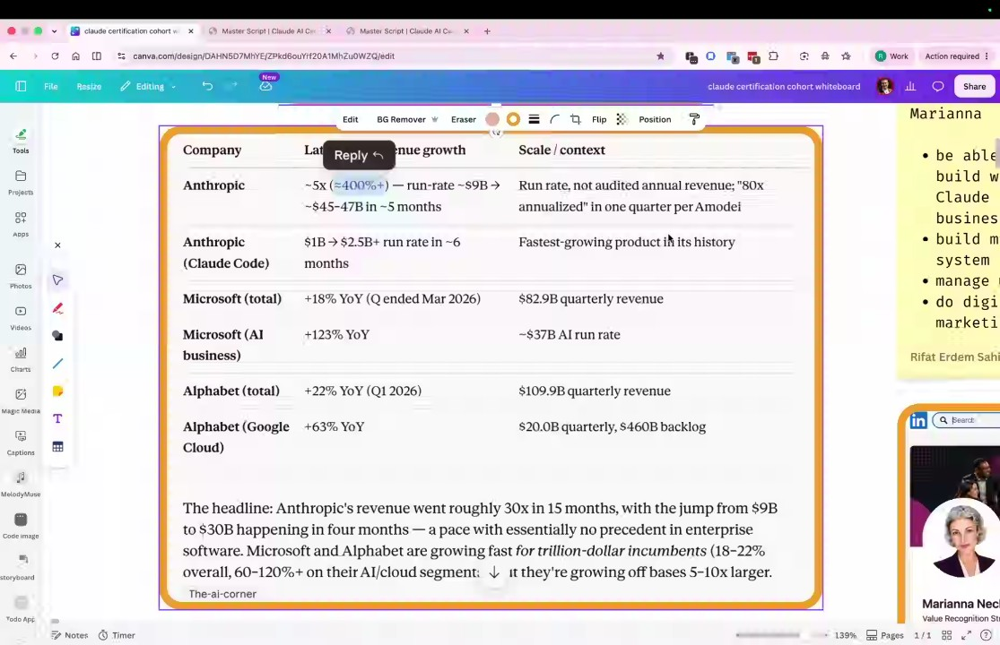 claude certification cohort w
Master Script | Claude AI Ce
Master Script | Claude AI Ce
canva.com/design/DAHN5D7MhYE/ZPkd6ouYrf20A1MhZu0WZQ/edit
Work
Action required
New
File
Resize
Editing
claude certification cohort whiteboard
Share
Edit
BG Remover
Eraser
Flip
Position
Tools
Projects
Apps
Photos
Videos
Charts
Magic Media
Captions
MelodyMuse
Code image
storyboard
Todo App
Reply
Company
Scale / context
Anthropic
~5x (≈400%+) — run-rate ~$9B →
~$45–47B in ~5 months
Run rate, not audited annual revenue; "80x
annualized" in one quarter per Amodei
Anthropic
(Claude Code)
$1B → $2.5B+ run rate in ~6
months
Fastest-growing product in its history
Microsoft (total)
+18% YoY (Q ended Mar 2026)
$82.9B quarterly revenue
Microsoft (AI
business)
+123% YoY
~$37B AI run rate
Alphabet (total)
+22% YoY (Q1 2026)
$109.9B quarterly revenue
Alphabet (Google
Cloud)
+63% YoY
$20.0B quarterly, $460B backlog
The headline: Anthropic's revenue went roughly 30x in 15 months, with the jump from $9B
to $30B happening in four months — a pace with essentially no precedent in enterprise
software. Microsoft and Alphabet are growing fast for trillion-dollar incumbents (18–22%
overall, 60–120%+ on their AI/cloud segment they're growing off bases 5–10x larger.
The-ai-corner
Marianna
• be able
build w
Claude
busines
• build m
system
• manage
• do digi
marketi
Rifat Erdem Sahi
in
Search
Marianna Nec
Value Recognition Str
Notes
Timer
139%
Pages
1 / 1